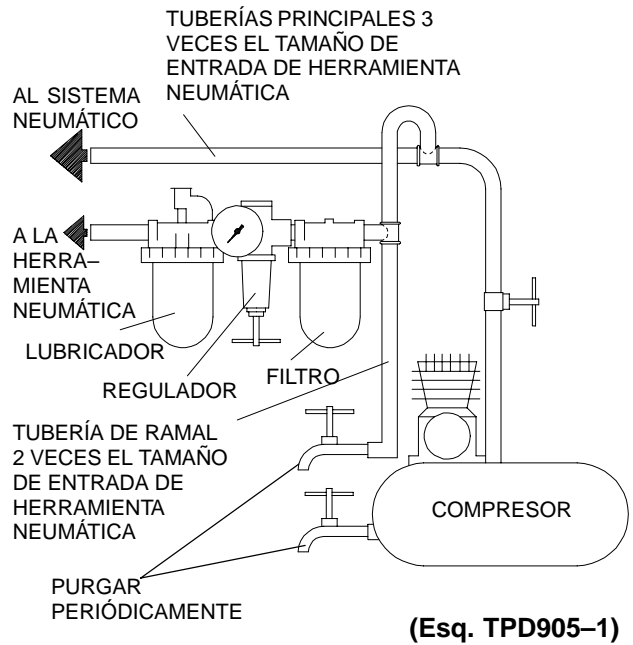 TUBERÍAS PRINCIPALES 3
VECES EL TAMAÑO DE
ENTRADA DE HERRAMIENTA
NEUMÁTICA
AL SISTEMA
NEUMÁTICO
A LA
HERRA–
MIENTA
NEUMÁTICA
LUBRICADOR
REGULADOR
FILTRO
TUBERÍA DE RAMAL
2 VECES EL TAMAÑO
DE ENTRADA DE
HERRAMIENTA
NEUMÁTICA
COMPRESOR
PURGAR
PERIÓDICAMENTE
(Esq. TPD905–1)